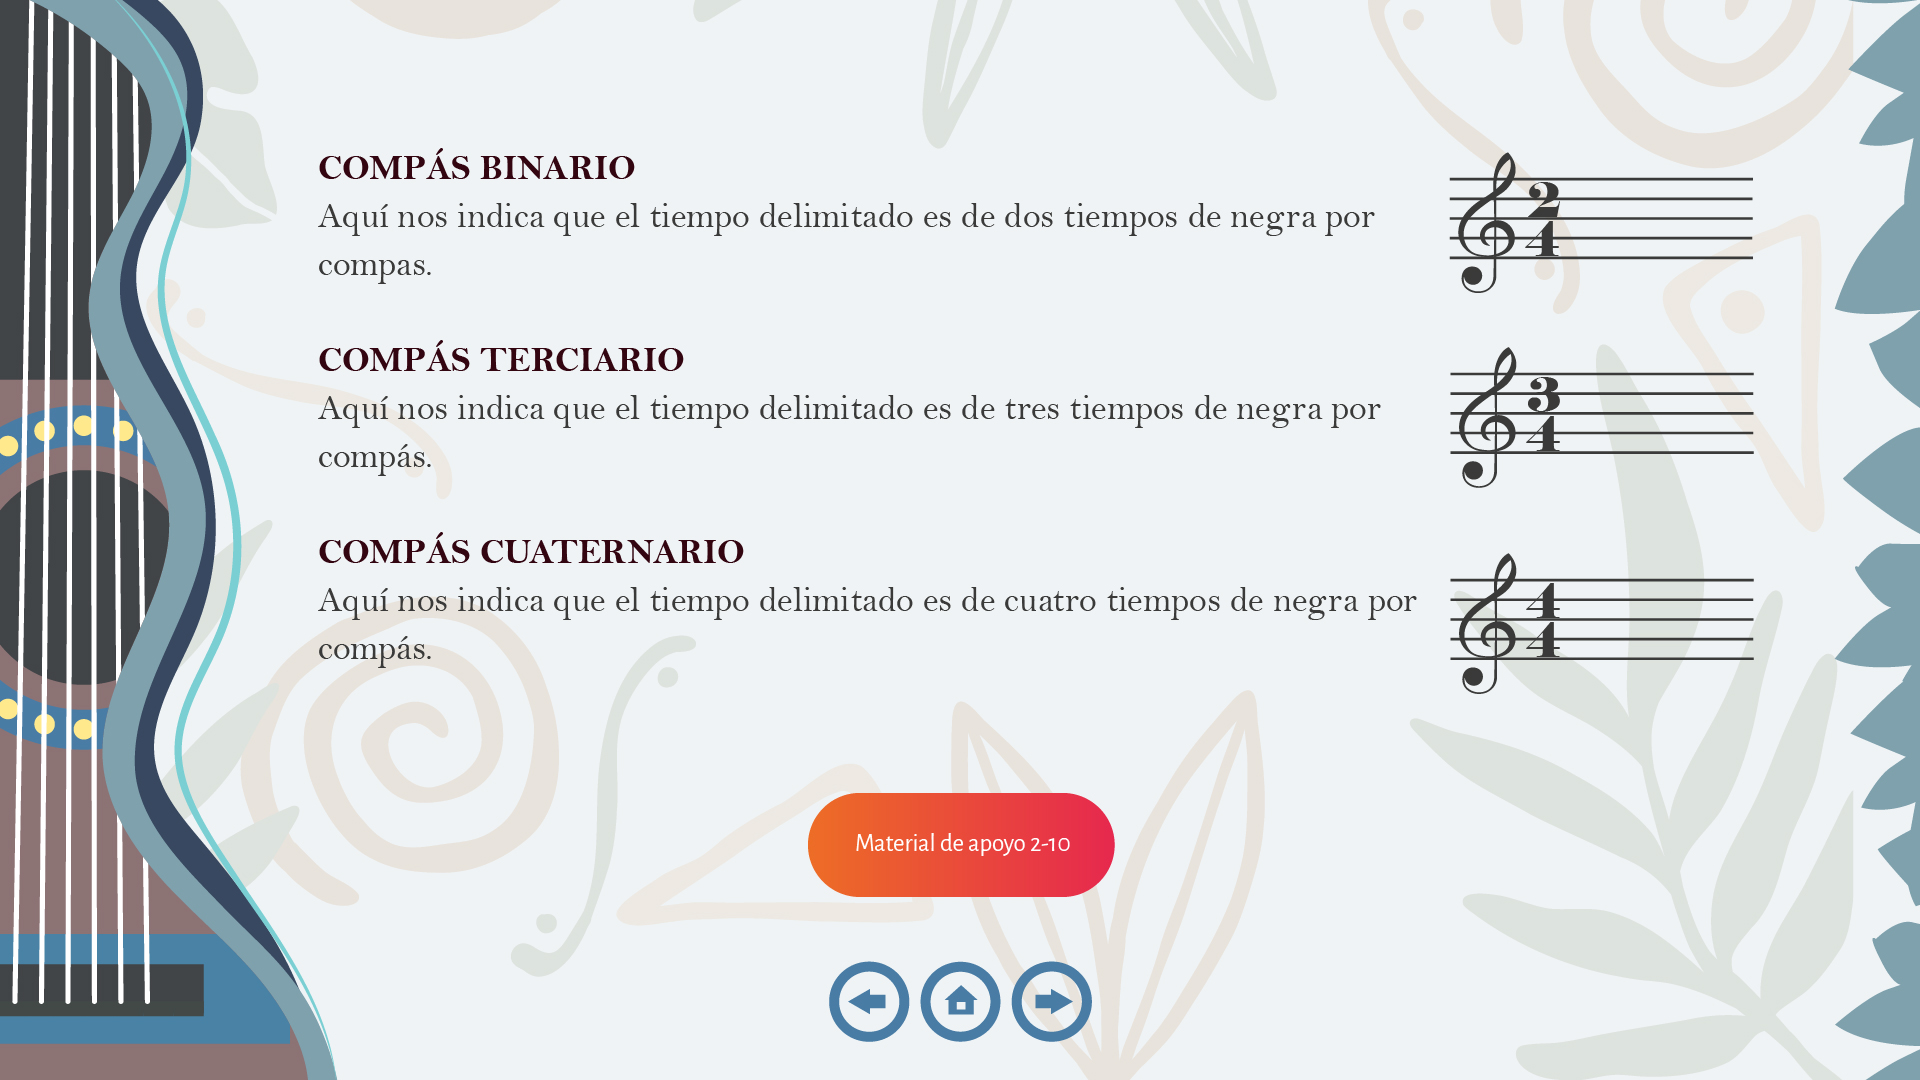 COMPÁS BINARIO
Aquí nos indica que el tiempo delimitado es de dos tiempos de negra por
compas.
2
4
COMPÁS TERCIARIO
Aquí nos indica que el tiempo delimitado es de tres tiempos de negra por
compás.
3
4
COMPÁS CUATERNARIO
Aquí nos indica que el tiempo delimitado es de cuatro tiempos de negra por
compás.
4
4
Material de apoyo 2-10